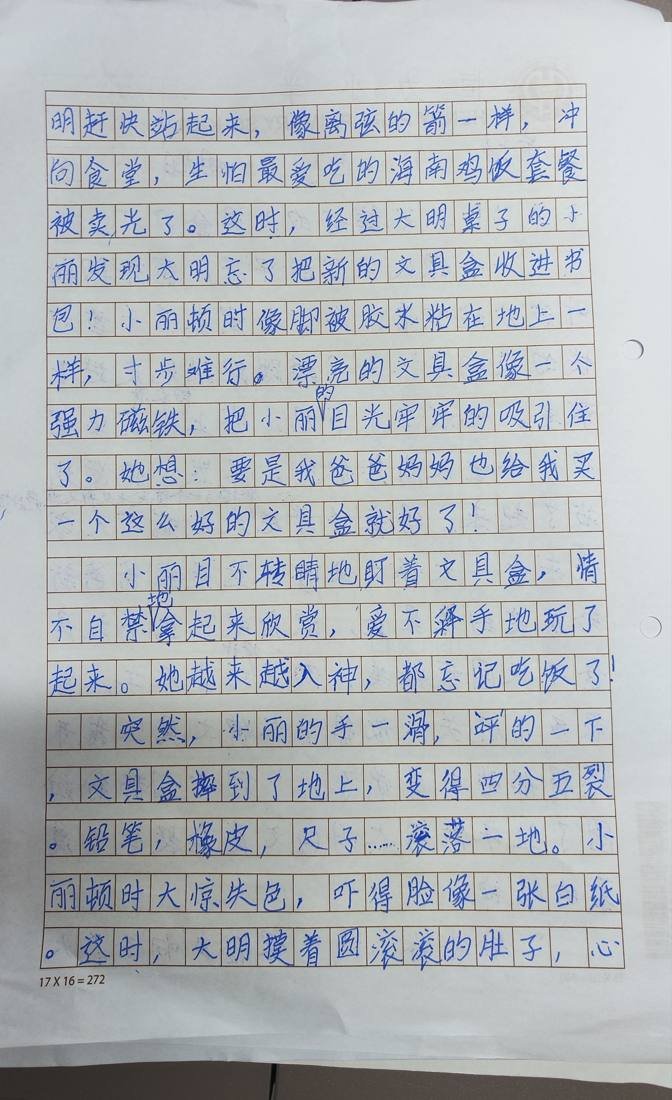 明赶快站起来，像离弦的箭一样，冲
向食堂，生怕最爱吃的海南鸡饭套餐
被卖光了。这时，经过大明桌子的小
丽发现大明忘了把新的文具盒收进书
包！小丽顿时像脚被胶水粘在地上一
样，寸步难行。漂亮的文具盒像一个
强力磁铁，把小丽的目光牢牢的吸引住
了。她想：要是我爸爸妈妈也给我买
一个这么好的文具盒就好了！
小丽目不转睛地盯着文具盒，情
不自禁地拿起来欣赏，爱不释手地玩了
起来。她越来越入神，都忘记吃饭了！
突然，小丽的手一滑，砰的一下
，文具盒摔到了地上，变得四分五裂
。铅笔，橡皮，尺子……滚落一地。小
丽顿时大惊失色，吓得脸像一张白纸
。这时，大明摸着圆滚滚的肚子，心
17 X 16 = 272